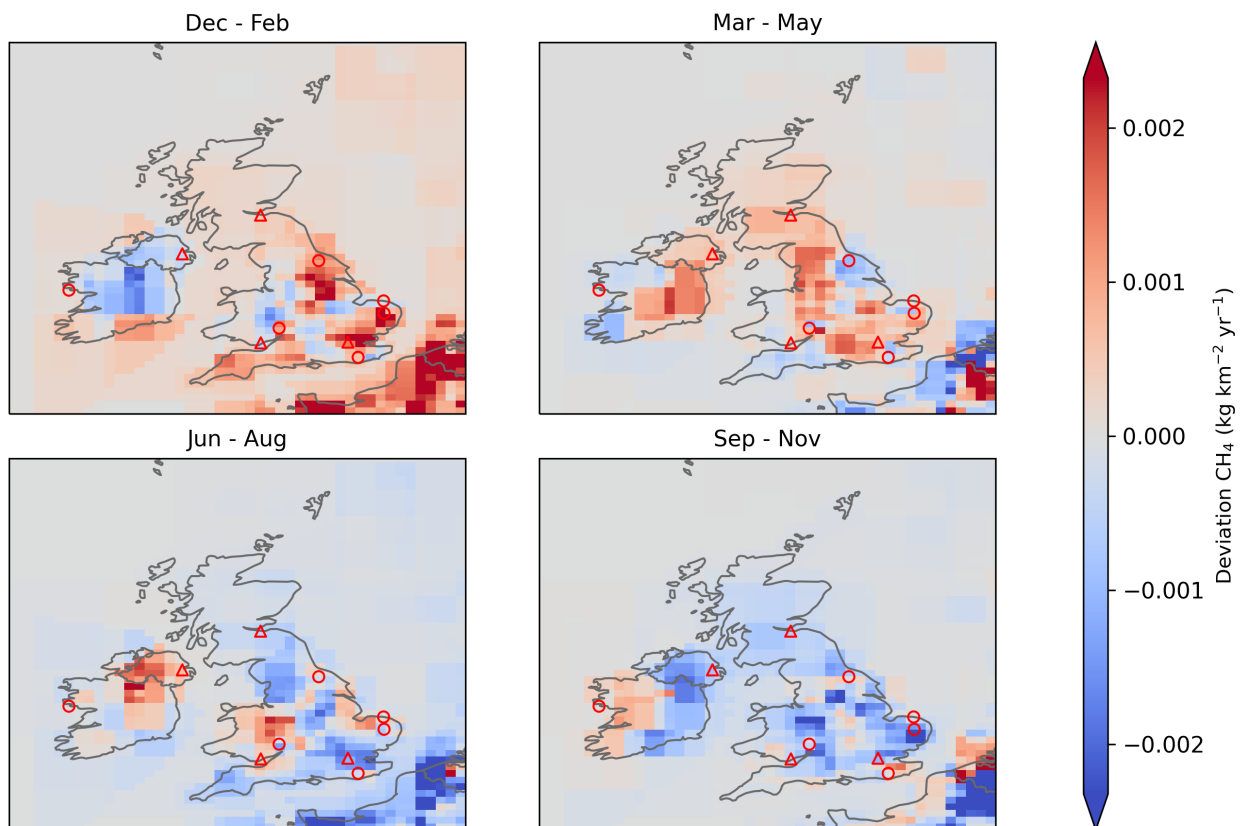 Dec - Feb
Mar - May
Jun - Aug
Sep - Nov
0.002
0.001
0.000
−0.001
−0.002
Deviation CH₄ (kg km⁻² yr⁻¹)